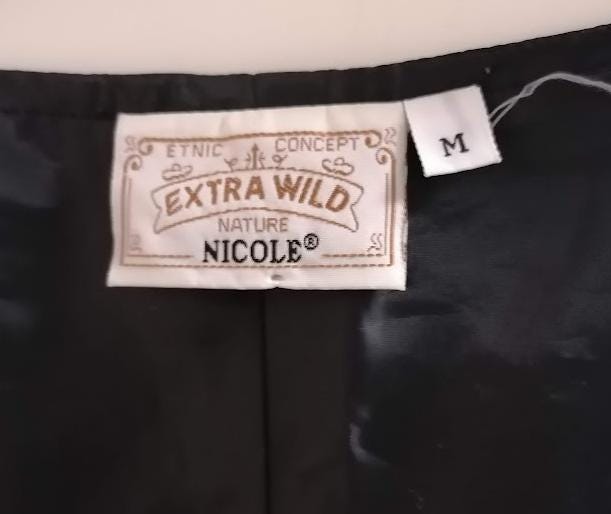 ETNIC CONCEPT
EXTRA WILD
NATURE
NICOLE®
M